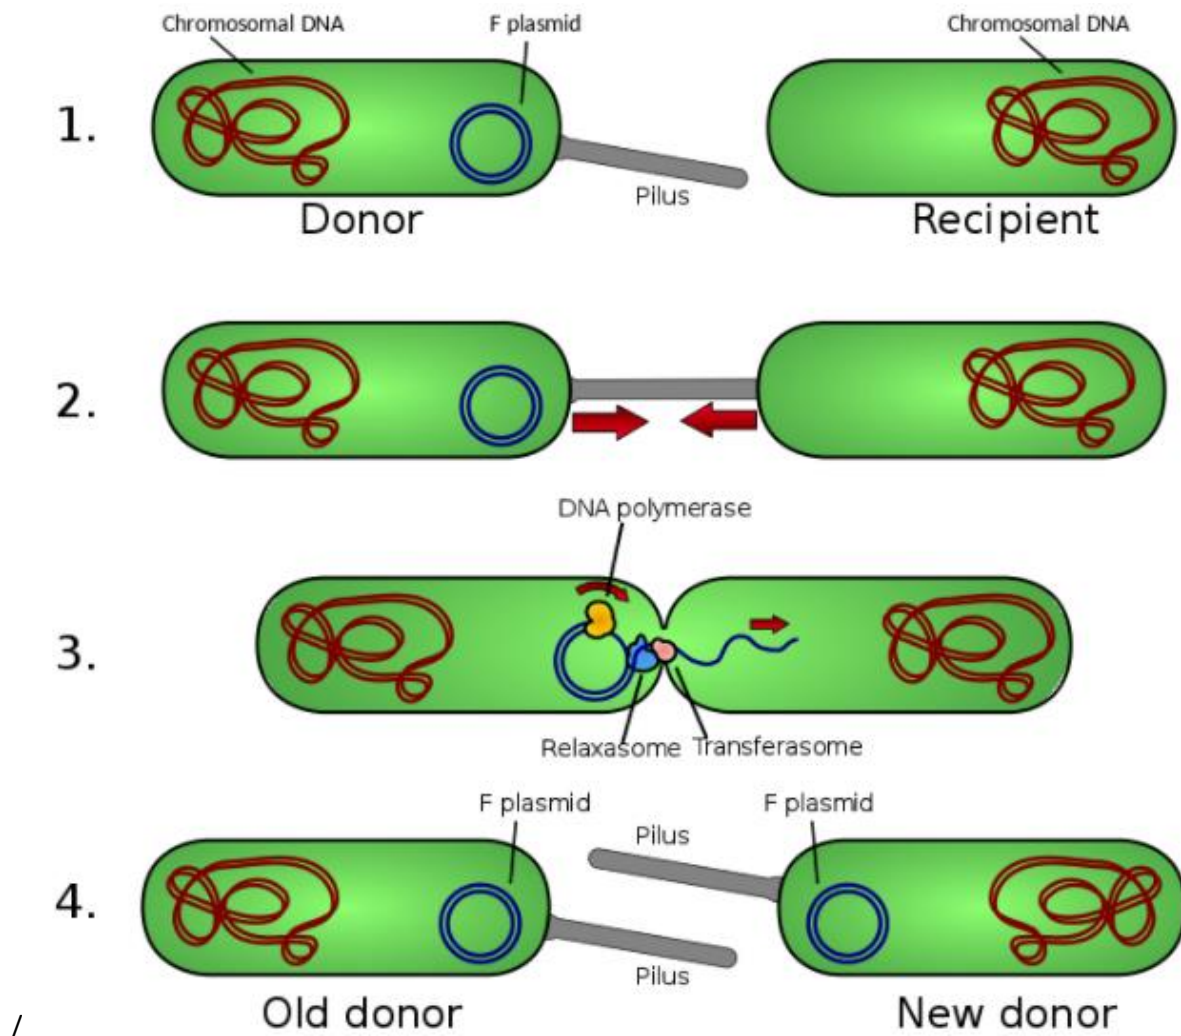 Chromosomal DNA
F plasmid
Chromosomal DNA
1.
Pilus
Donor
Recipient
2.
DNA polymerase
3.
Relaxasome
Transferasome
F plasmid
F plasmid
Pilus
4.
Pilus
Old donor
New donor
/